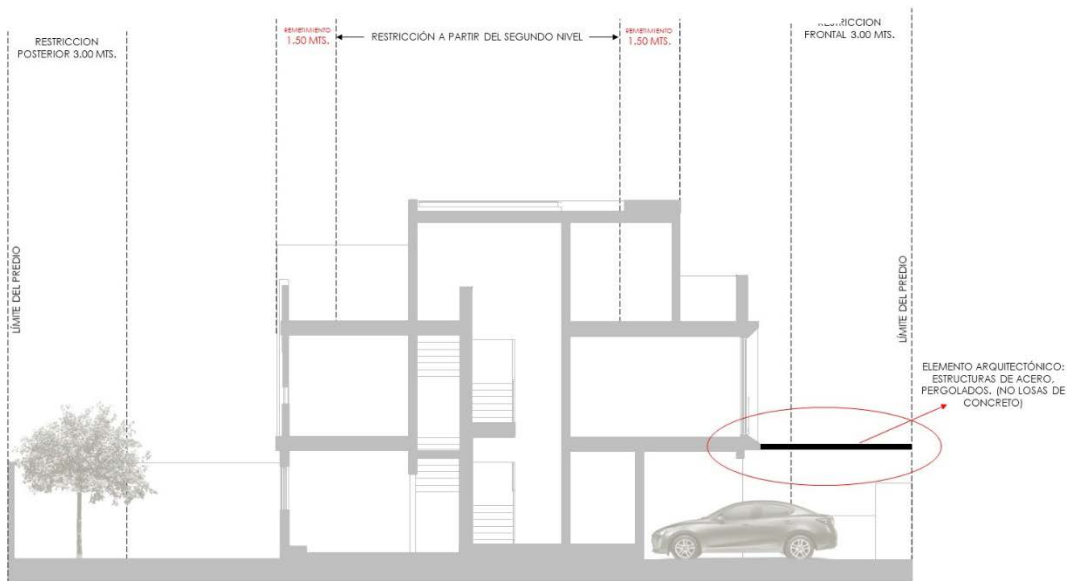 RESTRICCION
POSTERIOR 3.00 MTS.
REMETIMIENTO
1.50 MTS.
RESTRICCIÓN A PARTIR DEL SEGUNDO NIVEL
REMETIMIENTO
1.50 MTS.
RESTRICCION
FRONTAL 3.00 MTS.
LÍMITE DEL PREDIO
LÍMITE DEL PREDIO
ELEMENTO ARQUITECTÓNICO:
ESTRUCTURAS DE ACERO,
PERGOLADOS. (NO LOSAS DE
CONCRETO)